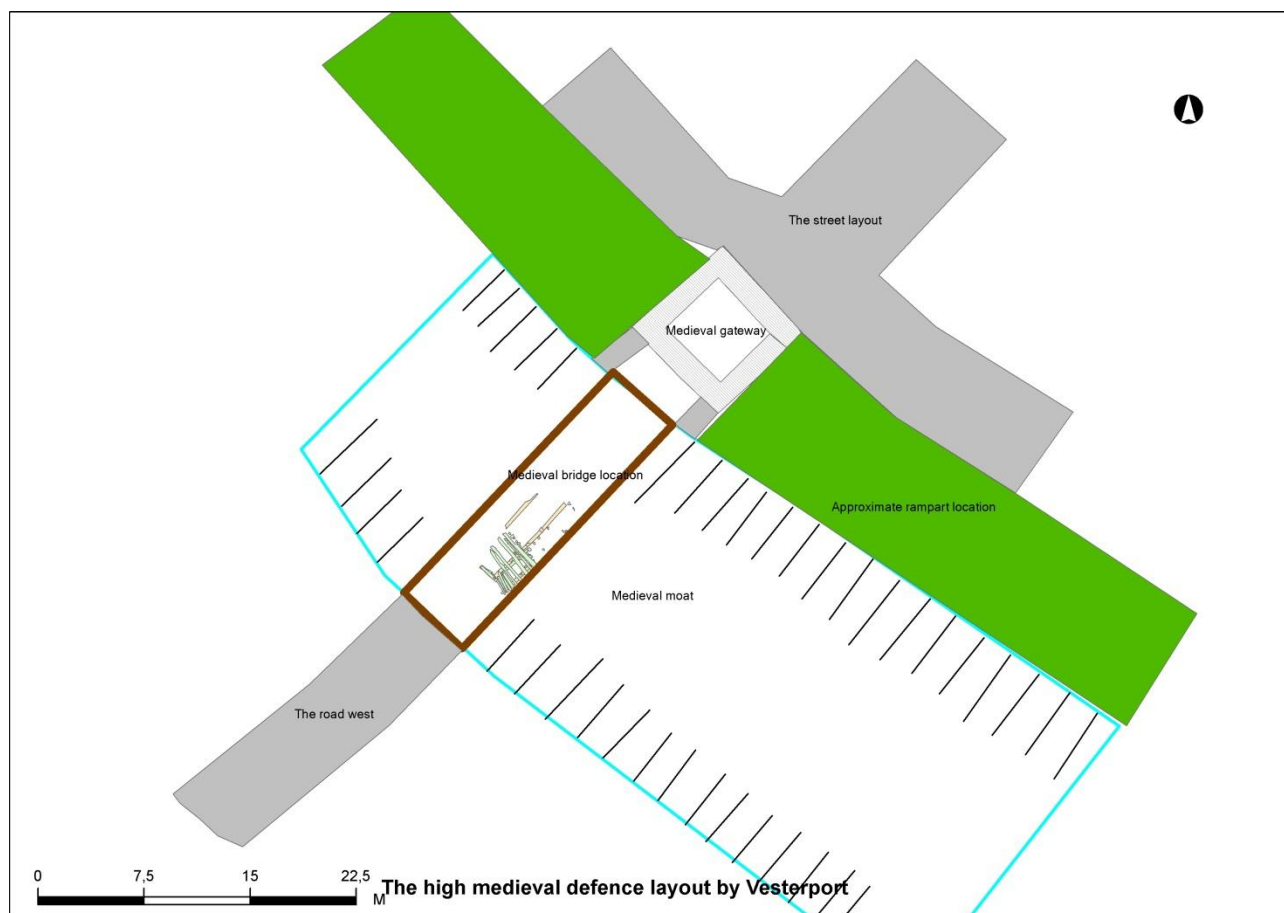 The street layout
Medieval gateway
Medieval bridge location
Approximate rampart location
Medieval moat
The road west
0 7,5 15 22,5
M
The high medieval defence layout by Vesterport